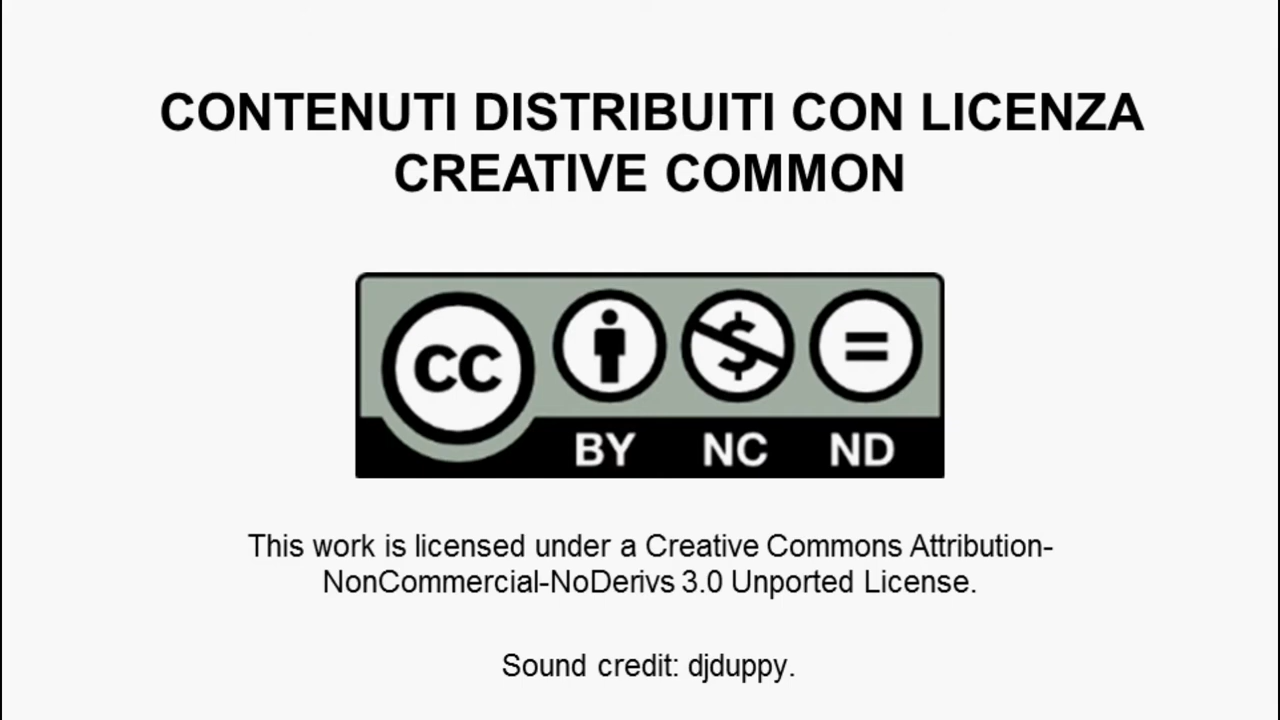 CONTENUTI DISTRIBUITI CON LICENZA
CREATIVE COMMON
CC
BY NC ND
This work is licensed under a Creative Commons Attribution-
NonCommercial-NoDerivs 3.0 Unported License.
Sound credit: djduppy.